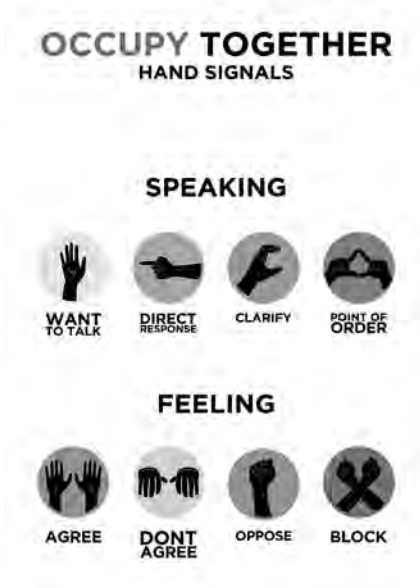 OCCUPY TOGETHER
HAND SIGNALS
SPEAKING
WANT
TO TALK
DIRECT
RESPONSE
CLARIFY
POINT OF
ORDER
FEELING
AGREE
DONT
AGREE
OPPOSE
BLOCK